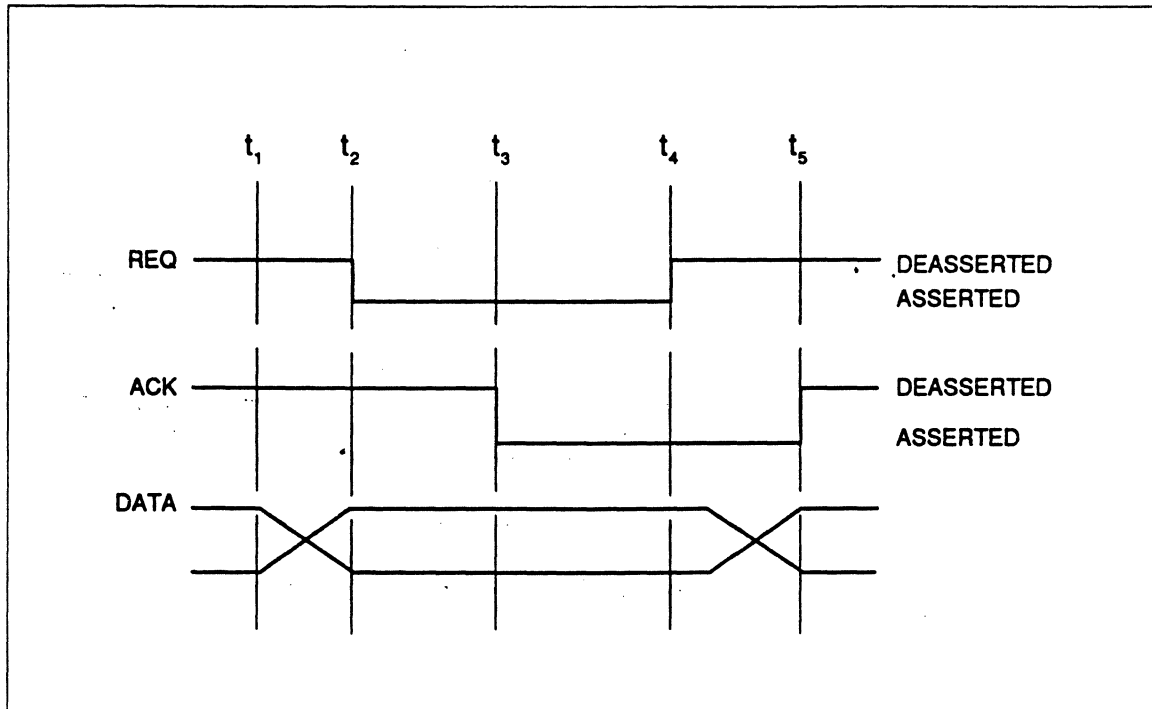 t₁ t₂ t₃ t₄ t₅
REQ DEASSERTED
ASSERTED
ACK DEASSERTED
ASSERTED
DATA